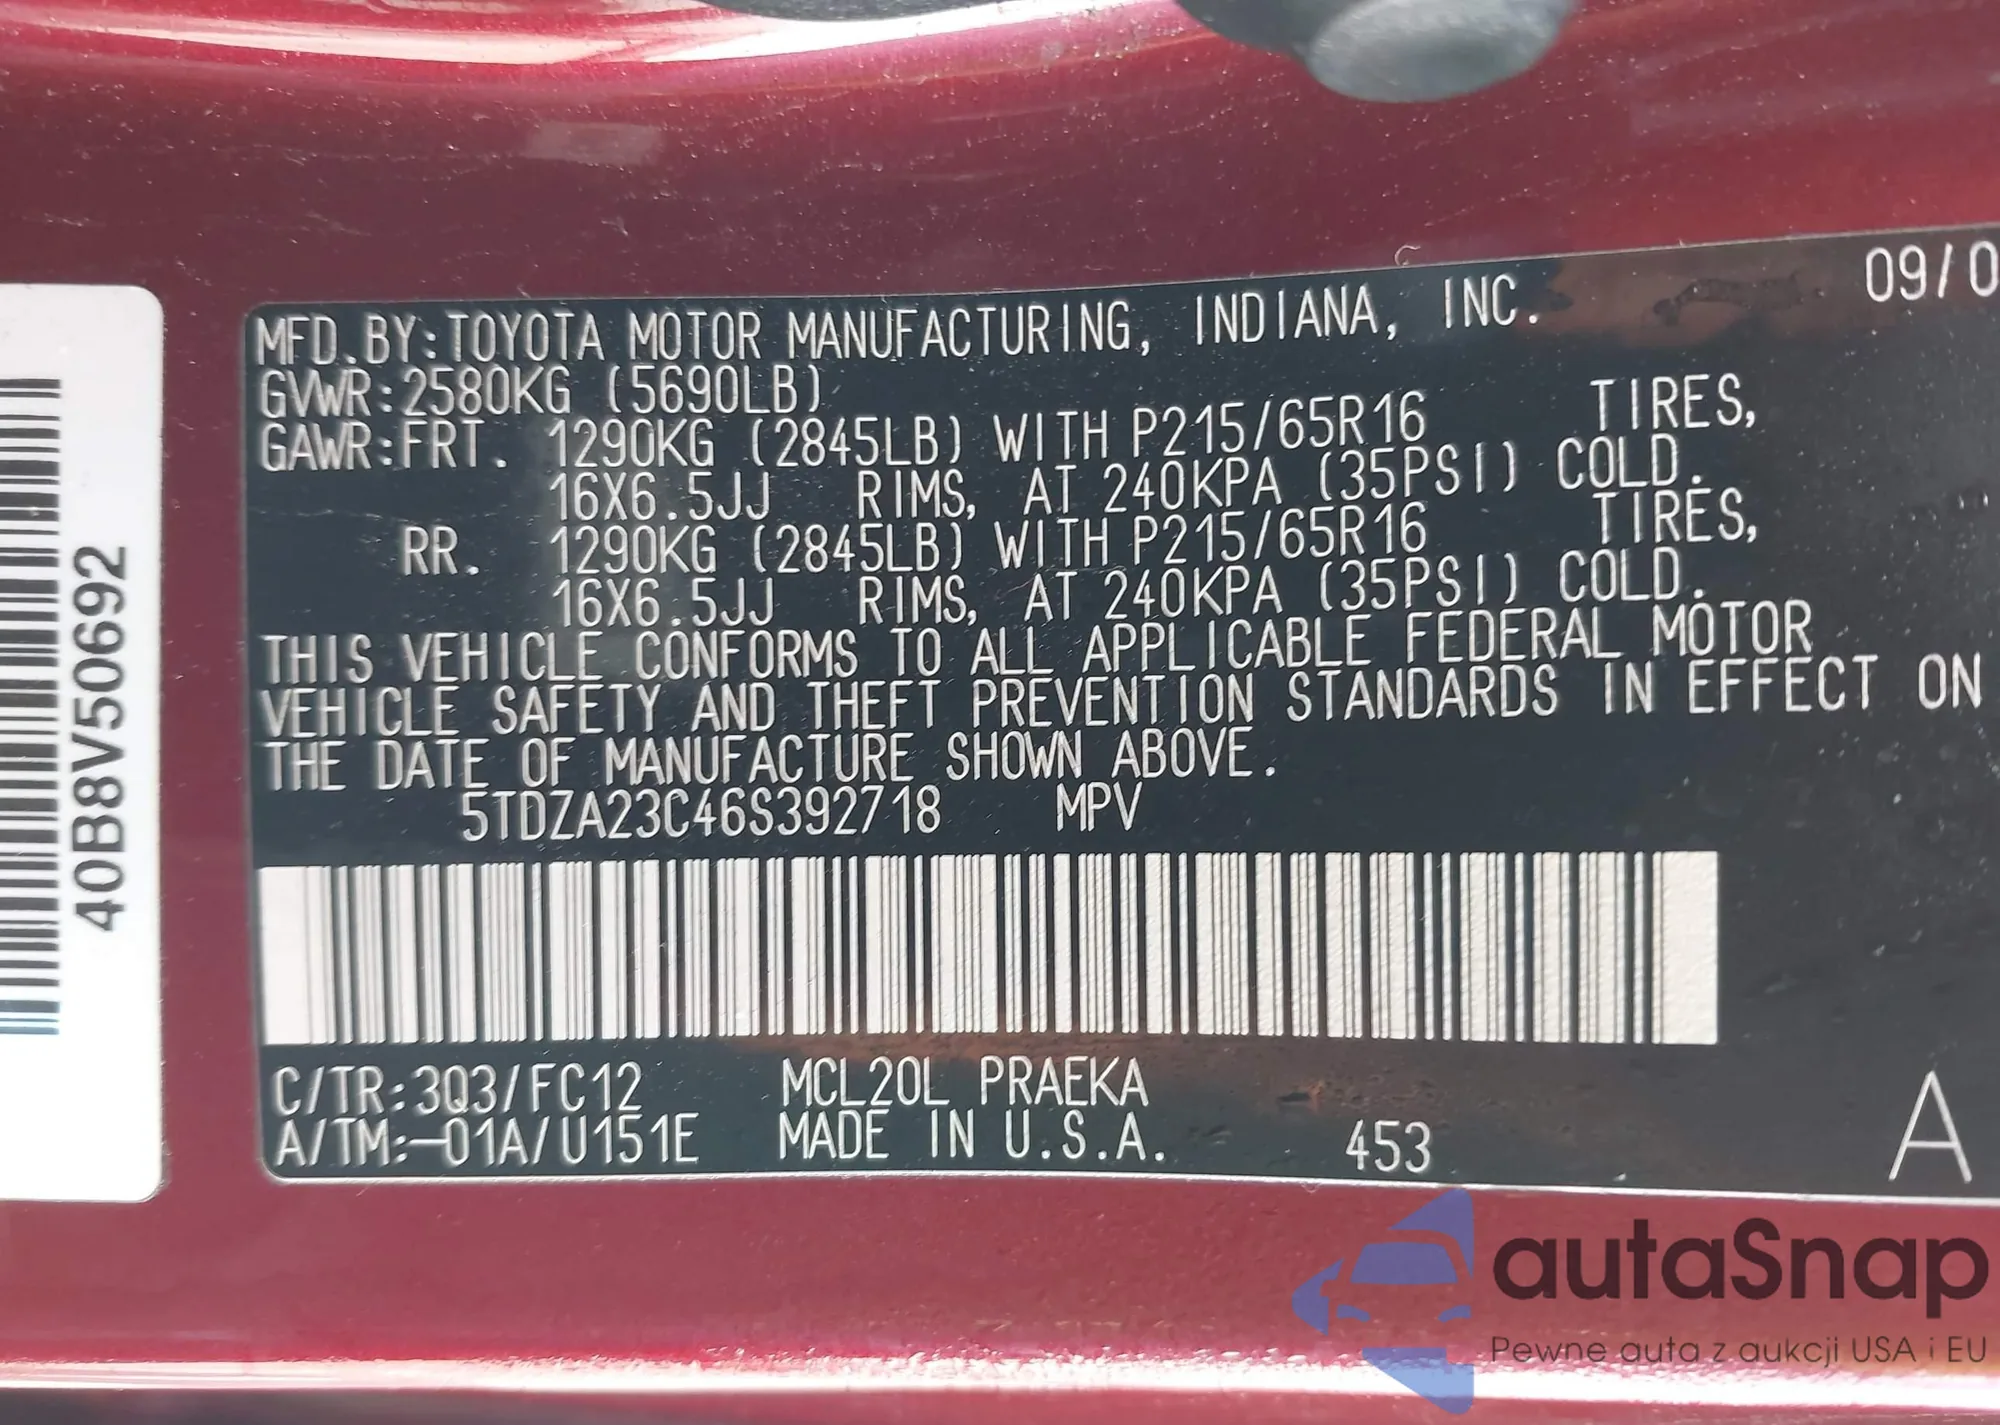 09/0
MFD.BY:TOYOTA MOTOR MANUFACTURING, INDIANA, INC.
GVWR:2580KG (5690LB)
GAWR:FRT. 1290KG (2845LB) WITH P215/65R16 TIRES,
16X6.5JJ RIMS, AT 240KPA (35PSI) COLD.
RR. 1290KG (2845LB) WITH P215/65R16 TIRES,
16X6.5JJ RIMS, AT 240KPA (35PSI) COLD.
THIS VEHICLE CONFORMS TO ALL APPLICABLE FEDERAL MOTOR
VEHICLE SAFETY AND THEFT PREVENTION STANDARDS IN EFFECT ON
THE DATE OF MANUFACTURE SHOWN ABOVE.
5TDZA23C46S392718 MPV
C/TR:3Q3/FC12 MCL20L PRAEKA
A/TM:-01A/U151E MADE IN U.S.A. 453 A
40B8V50692
autaSnap
Pewne auta z aukcji USA i EU